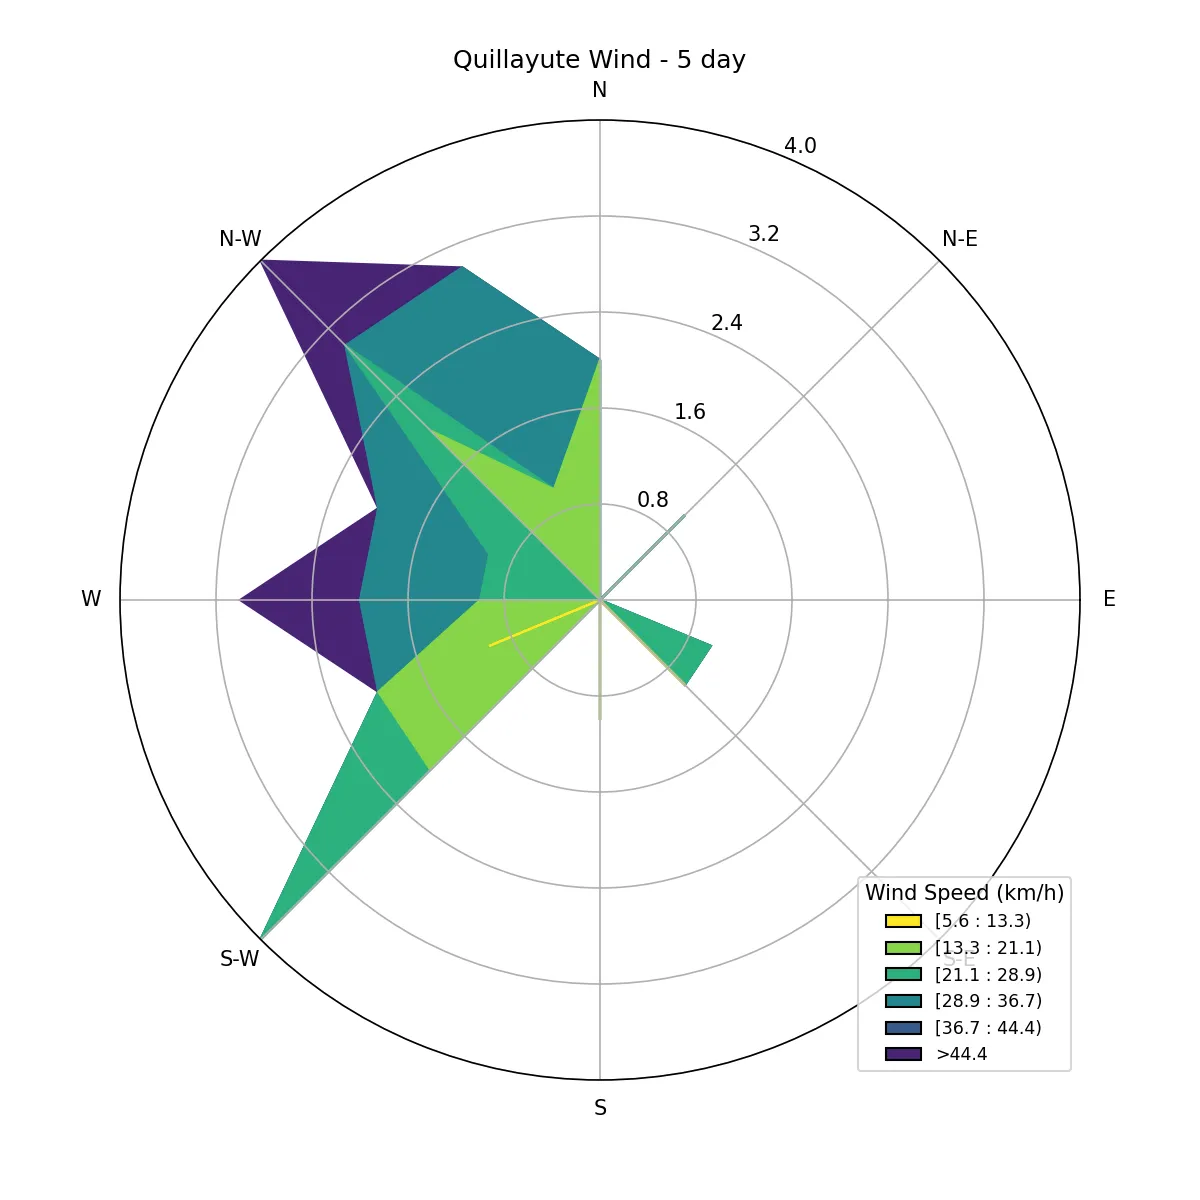 Quillayute Wind - 5 day
N
4.0
N-W
3.2
N-E
2.4
1.6
0.8
W
E
S-W
S-E
S
Wind Speed (km/h)
[5.6 : 13.3)
[13.3 : 21.1)
[21.1 : 28.9)
[28.9 : 36.7)
[36.7 : 44.4)
>44.4